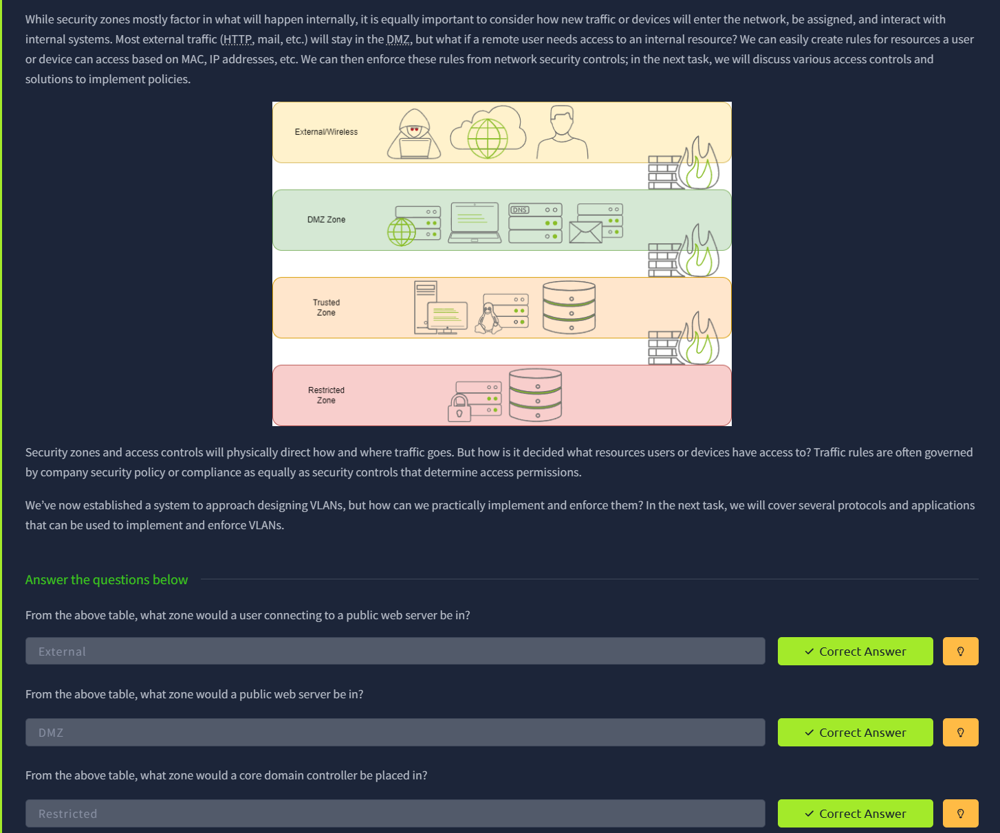 While security zones mostly factor in what will happen internally, it is equally important to consider how new traffic or devices will enter the network, be assigned, and interact with
internal systems. Most external traffic (HTTP, mail, etc.) will stay in the DMZ, but what if a remote user needs access to an internal resource? We can easily create rules for resources a user
or device can access based on MAC, IP addresses, etc. We can then enforce these rules from network security controls; in the next task, we will discuss various access controls and
solutions to implement policies.
External/Wireless
DMZ Zone
DNS
Trusted
Zone
Restricted
Zone
Security zones and access controls will physically direct how and where traffic goes. But how is it decided what resources users or devices have access to? Traffic rules are often governed
by company security policy or compliance as equally as security controls that determine access permissions.
We've now established a system to approach designing VLANs, but how can we practically implement and enforce them? In the next task, we will cover several protocols and applications
that can be used to implement and enforce VLANs.
Answer the questions below
From the above table, what zone would a user connecting to a public web server be in?
External
Correct Answer
From the above table, what zone would a public web server be in?
DMZ
Correct Answer
From the above table, what zone would a core domain controller be placed in?
Restricted
Correct Answer